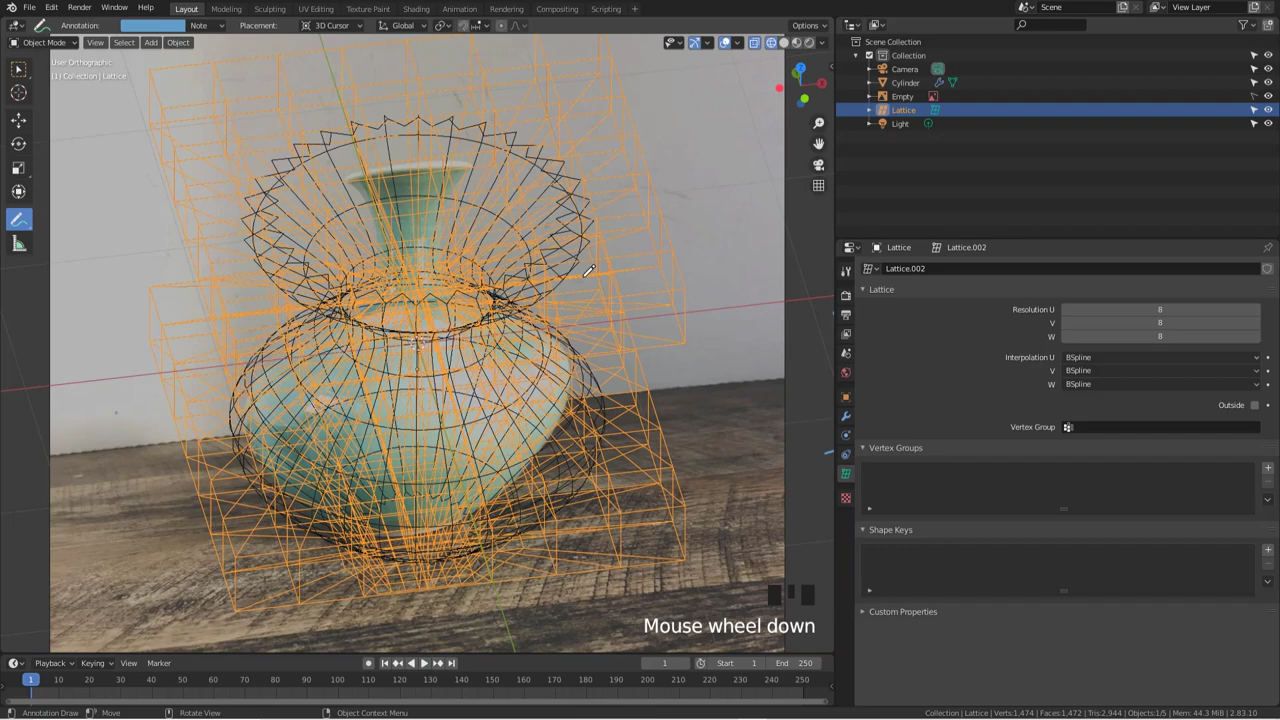 File Edit Render Window Help Layout Modeling Sculpting UV Editing Texture Paint Shading Animation Rendering Compositing Scripting + Scene View Layer
Annotation: Note Placement: 3D Cursor Global Options
Object Mode View Select Add Object
User Orthographic
(1) Collection | Lattice
Z
X
Scene Collection
Collection
Camera
Cylinder
Empty
Lattice
Light
Lattice Lattice.002
Lattice.002
Lattice
Resolution U 8
V 8
W 8
Interpolation U BSpline
V BSpline
W BSpline
Outside
Vertex Group
Vertex Groups
Shape Keys
Custom Properties
Mouse wheel down
Playback Keying View Marker 1 Start 1 End 250
1 10 20 30 40 50 60 70 80 90 100 110 120 130 140 150 160 170 180 190 200 210 220 230 240 250
Annotation Draw Move Rotate View Object Context Menu Collection | Lattice | Verts:1,474 | Faces:1,472 | Tris:2,944 | Objects:1/5 | Mem: 44.3 MiB | 2.83.10